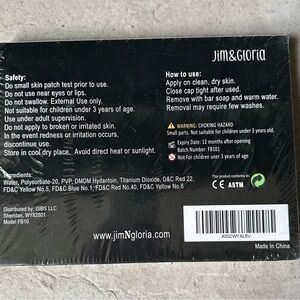 JIM&GLORIA
Safety:
Do small skin patch test prior to use.
Do not use near eyes or lips.
Do not swallow. External Use only.
Not suitable for children under 3 years of age.
Use under adult supervision.
Do not apply to broken or irritated skin.
In the event redness or irritation occurs,
discontinue use.
Store in cool dry place. Avoid direct heat or sunlight.
How to use:
Apply on clean, dry skin.
Close cap tight after used.
Remove with bar soap and warm water.
Removal may require few washes.
WARNING: CHOKING HAZARD
Small parts. Not suitable for children under 3 years old.
Expiry Date: 12 months after opening
Batch Number: FB101
Not For children under 3 years of age
Ingredients:
Water, Polysorbate-20, PVP, DMDM Hydantoin, Titanium Dioxide, D&C Red 22,
FD&C Yellow No.5, FD&C Blue No.1, FD&C Red No.40, FD&C Yellow No.6
This product conforms to:
CE ASTM
Distributed by: GIBS LLC
Sheridan, WY82801
Model FB10
www.jimNgloria.com
X002WYAL6V
Made In China